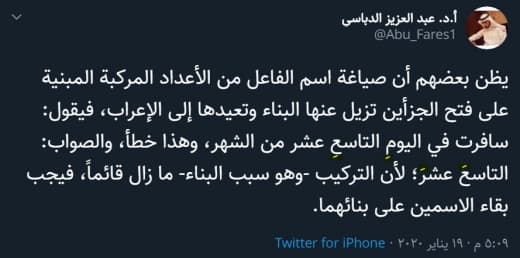 أ.د. عبد العزيز الدباسي
@Abu_Fares1
يظن بعضهم أن صياغة اسم الفاعل من الأعداد المركبة المبنية
على فتح الجزأين تزيل عنها البناء وتعيدها إلى الإعراب، فيقول:
سافرت في اليومِ التاسعِ عشر من الشهر، وهذا خطأ، والصواب:
التاسعَ عشرَ؛ لأن التركيب -وهو سبب البناء- ما زال قائماً، فيجب
بقاء الاسمين على بنائهما.
٥:٠٩ م · ١٩ يناير ٢٠٢٠ · Twitter for iPhone